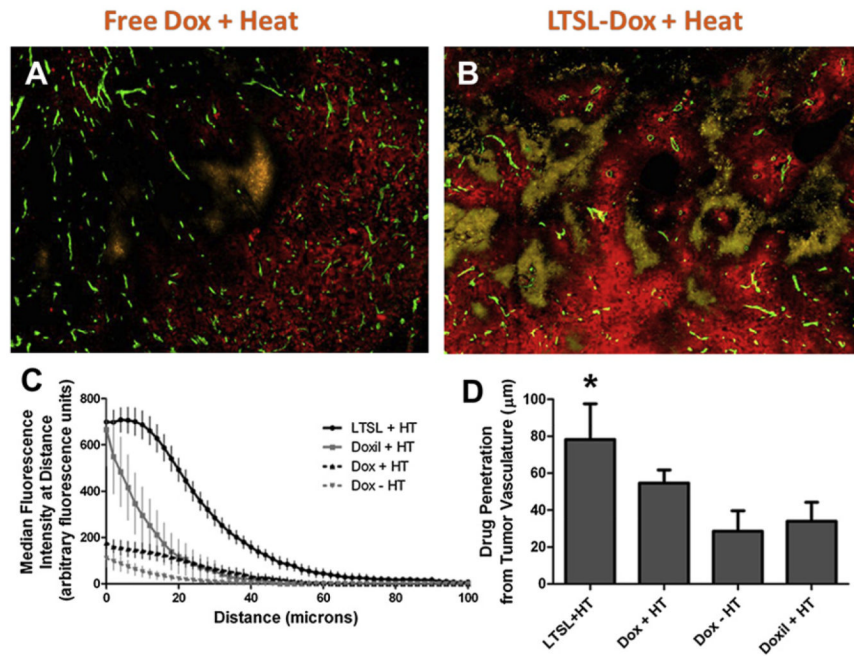 Free Dox + Heat
LTSL-Dox + Heat
A
B
C
Median Fluorescence
Intensity at Distance
(arbitrary fluorescence units)
800
600
400
200
0
LTSL + HT
Doxil + HT
Dox + HT
Dox - HT
0
20
40
60
80
100
Distance (microns)
D
Drug Penetration
from Tumor Vasculature (µm)
100
80
60
40
20
0
*
LTSL+HT
Dox + HT
Dox - HT
Doxil + HT